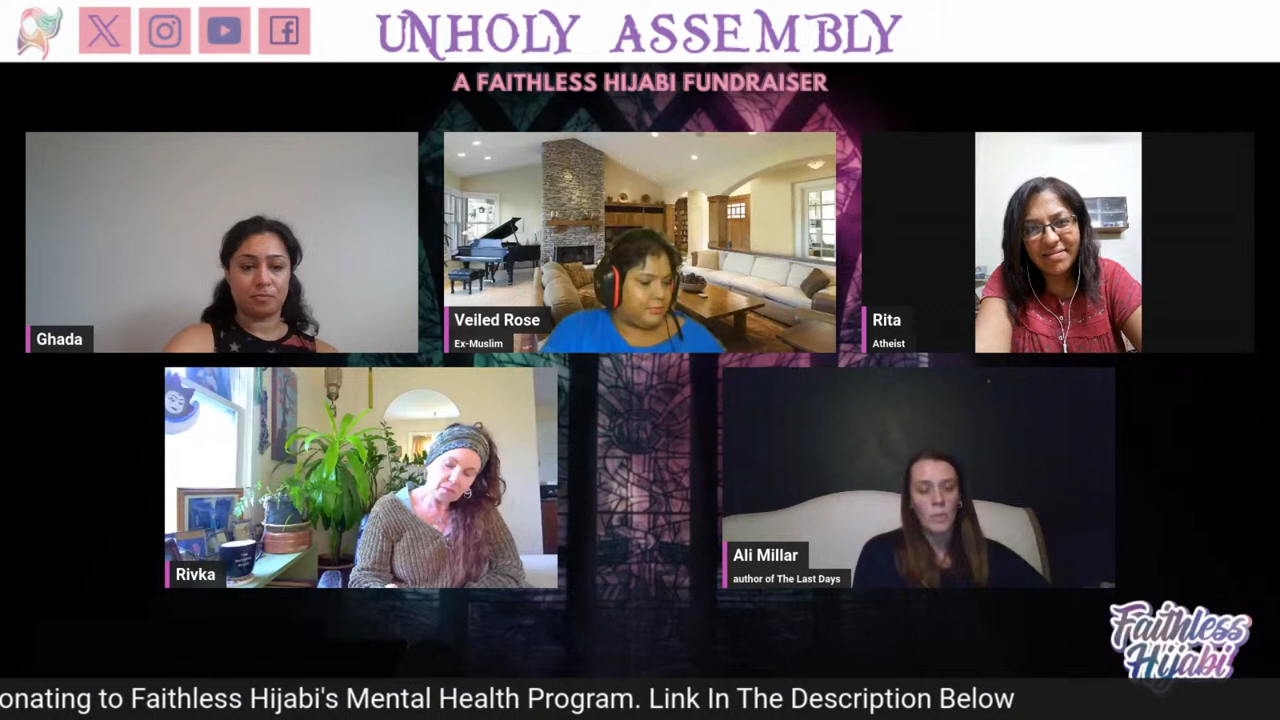 UNHOLY ASSEMBLY
A FAITHLESS HIJABI FUNDRAISER
Ghada
Veiled Rose
Ex-Muslim
Rita
Atheist
Rivka
Ali Millar
author of The Last Days
Faithless
Hijabi
onating to Faithless Hijabi's Mental Health Program. Link In The Description Below